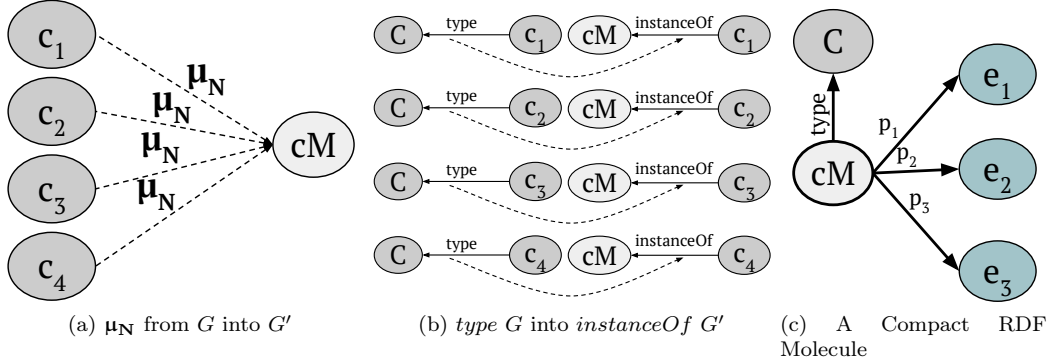 c1
c2
c3
c4
μN
μN
μN
μN
cM
C type c1 cM instanceOf c1
C type c2 cM instanceOf c2
C type c3 cM instanceOf c3
C type c4 cM instanceOf c4
C
type
cM
p1
p2
p3
e1
e2
e3
(a) μN from G into G′
(b) type G into instanceOf G′
(c) A Compact RDF
Molecule